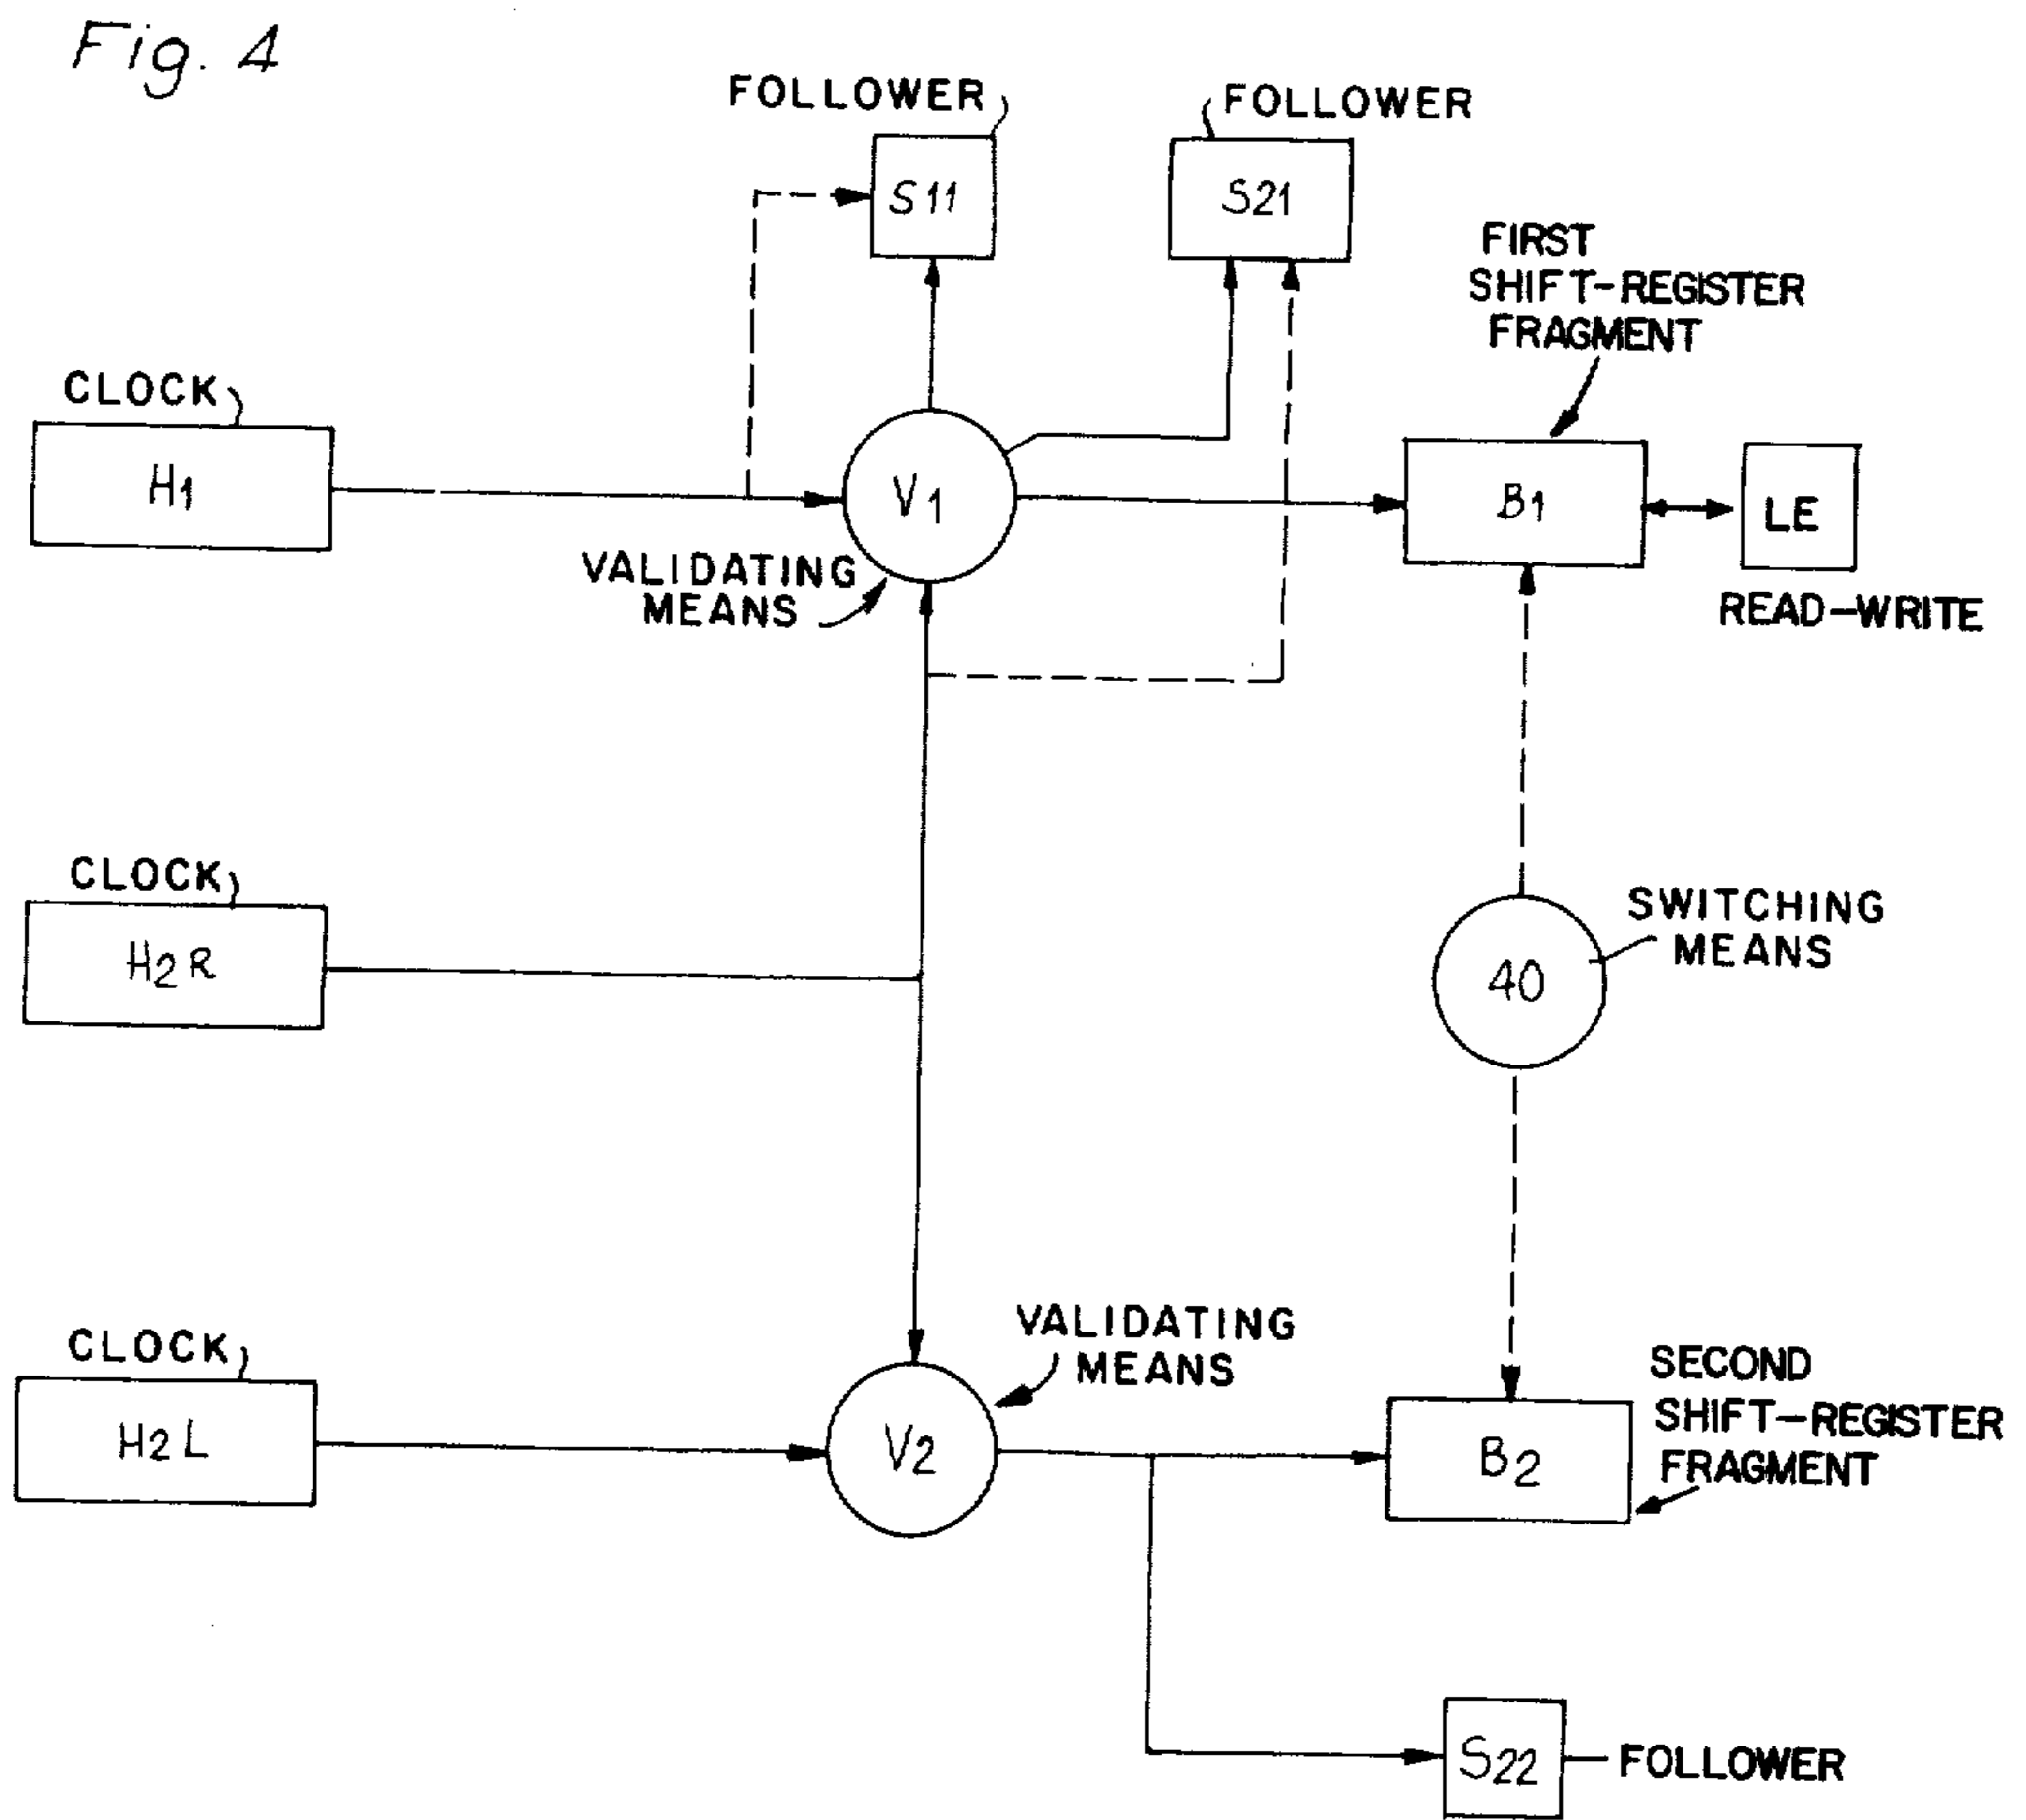 Fig. 4
FOLLOWER
FOLLOWER
S11
S21
FIRST
SHIFT-REGISTER
FRAGMENT
CLOCK
H1
V1
B1
LE
VALIDATING
MEANS
READ-WRITE
CLOCK
H2R
SWITCHING
MEANS
40
CLOCK
H2L
VALIDATING
MEANS
V2
SECOND
SHIFT-REGISTER
FRAGMENT
B2
S22
FOLLOWER